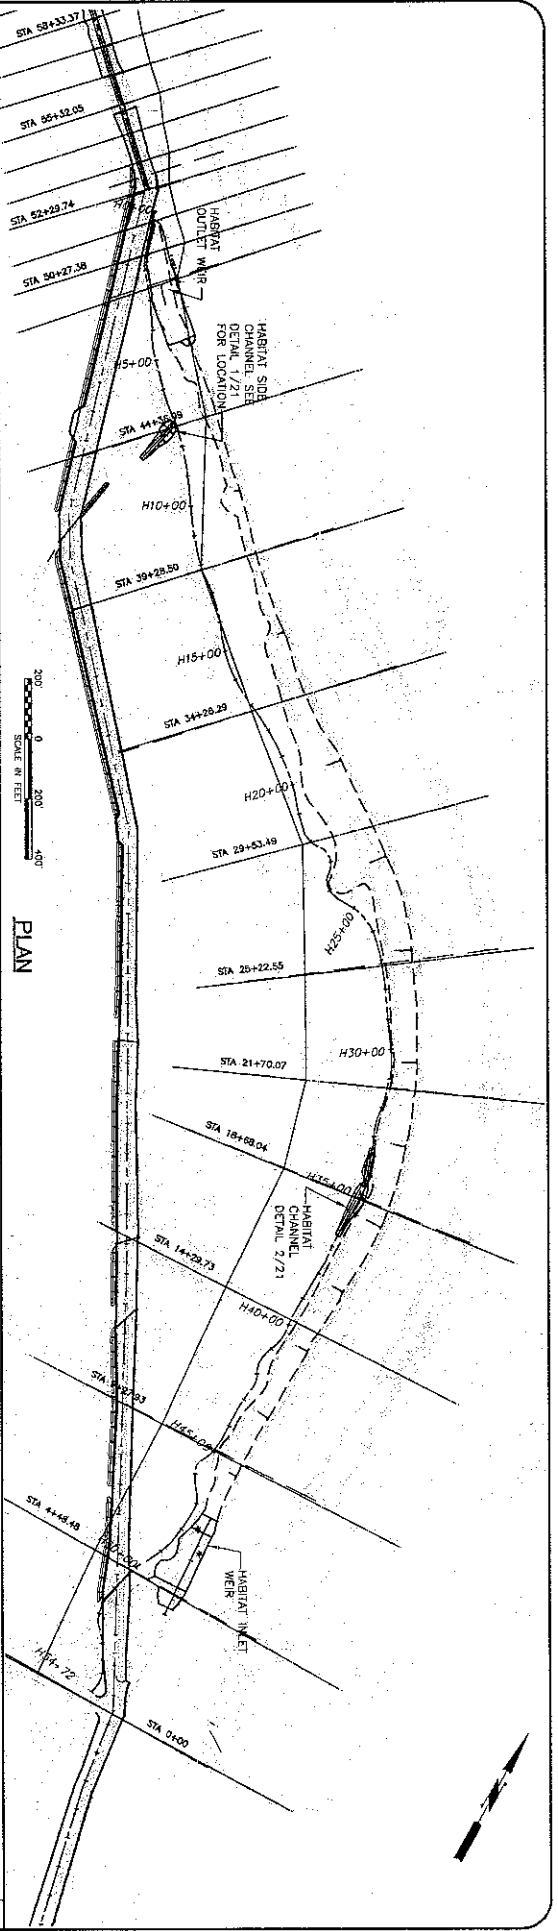 STA 58+33.37
STA 55+32.05
STA 52+29.74
STA 50+27.38
HABITAT
OUTLET WEIR
HABITAT SIDE
CHANNEL SEE
DETAIL 1/21
FOR LOCATION
H5+00
H10+00
STA 39+28.50
H15+00
STA 34+28.29
H20+00
STA 29+53.49
H25+00
STA 25+22.55
H30+00
STA 21+70.07
STA 18+68.04
H35+00
HABITAT
CHANNEL
DETAIL 2/21
STA 14+29.73
H40+00
H45+00
STA 4+48.48
HABITAT INLET
WEIR
H54+72
STA 0+00
200' 0 200' 400'
SCALE IN FEET
PLAN